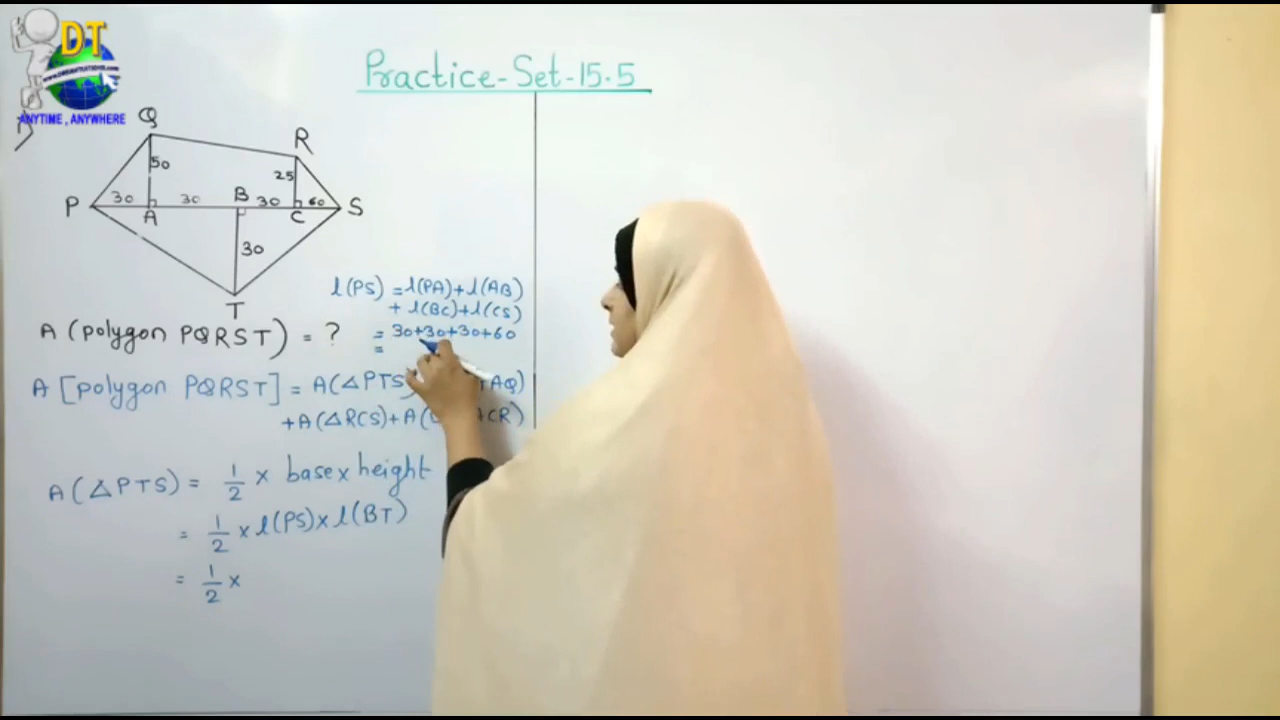 DT
ANYTIME , ANYWHERE
Practice-Set-15.5
Q
R
50
25
P
30
30
B
30
60
S
A
C
30
T
l(PS) = l(PA)+l(AB)
+ l(BC)+l(CS)
= 30+30+30+60
=
A (polygon PQRST) = ?
A [polygon PQRST] = A(△PTS
AQ)
+A(△RCS)+A(
ACR)
A(△PTS) = 1/2 × base × height
= 1/2 × l(PS) × l(BT)
= 1/2 ×